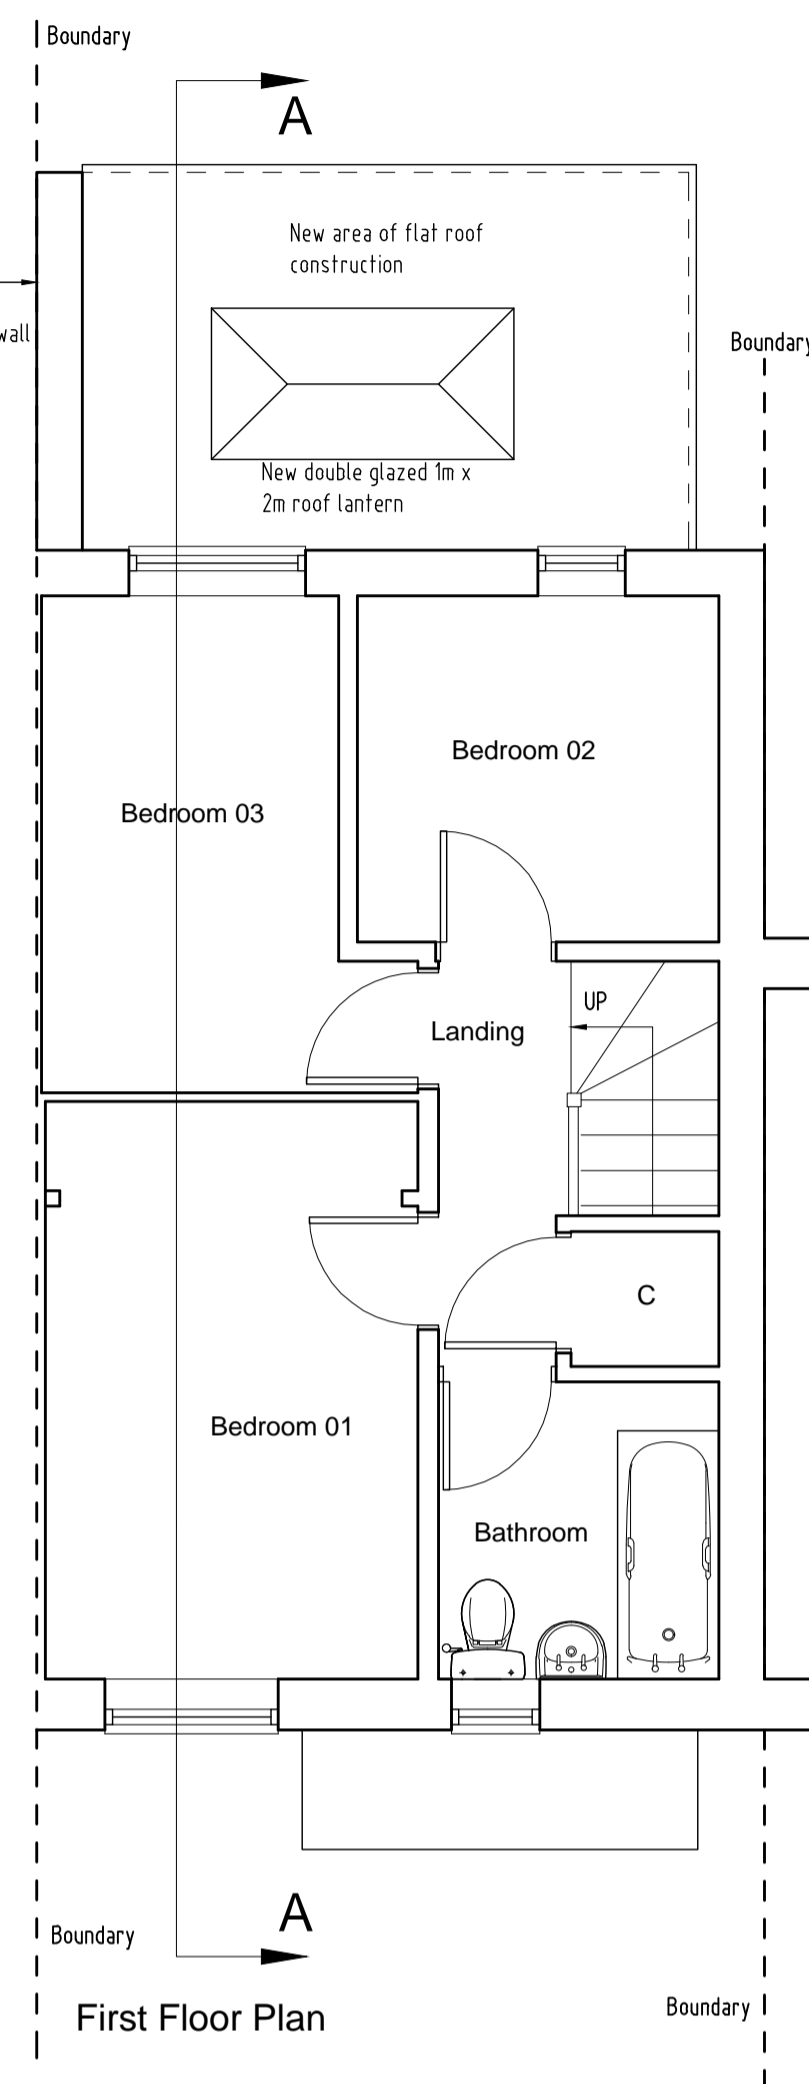 Boundary
A
New area of flat roof
construction
wall
Boundary
New double glazed 1m x
2m roof lantern
Bedroom 02
Bedroom 03
UP
Landing
C
Bedroom 01
Bathroom
A
Boundary
First Floor Plan
Boundary